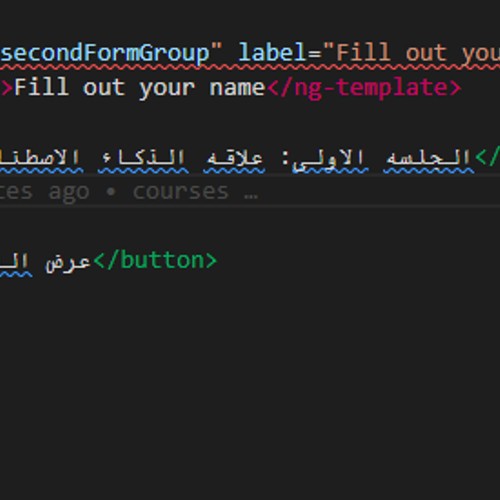 secondFormGroup" label="Fill out you
>Fill out your name</ng-template>
الجلسه الاولى: علاقه الذكاء الاصطنا</
ces ago • courses …
عرض ال</button>